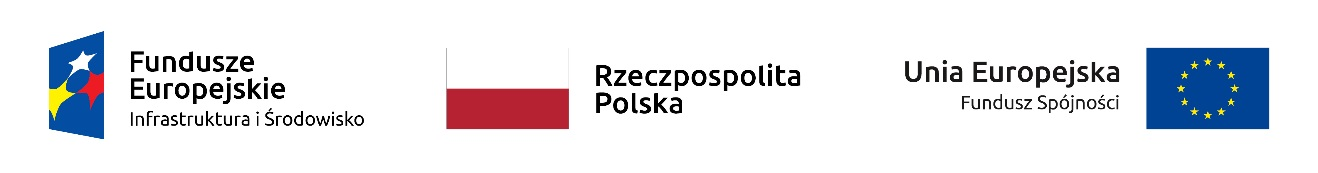 Fundusze
Europejskie
Infrastruktura i Środowisko
Rzeczpospolita
Polska
Unia Europejska
Fundusz Spójności